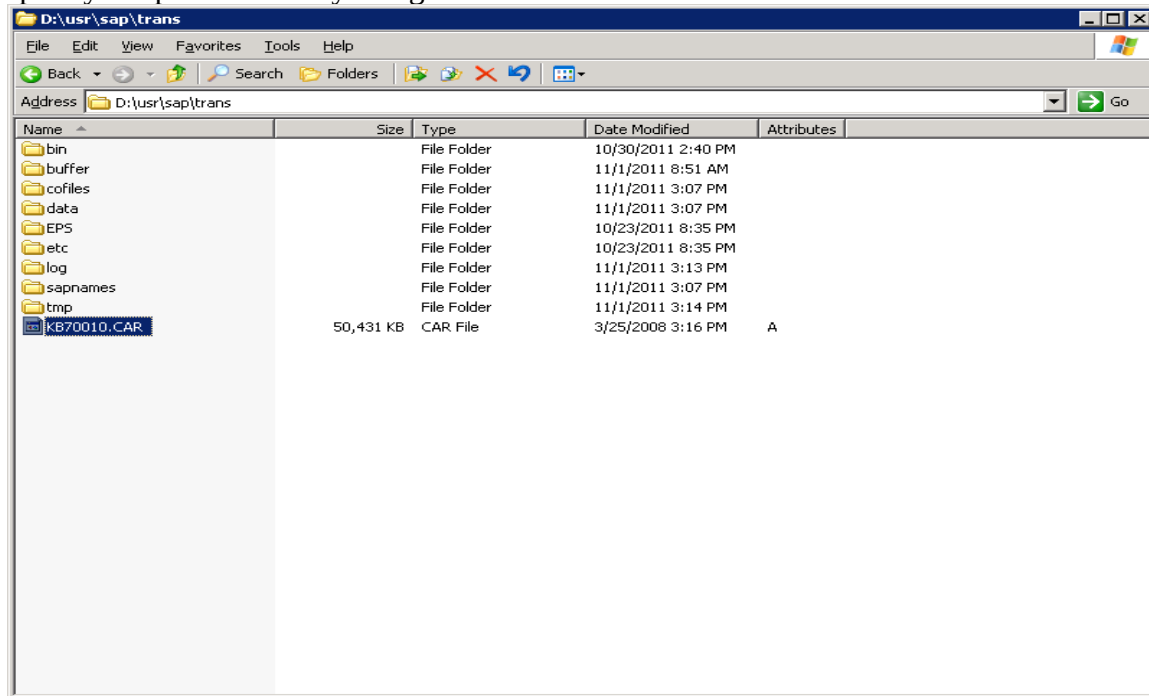 D:\usr\sap\trans
File Edit View Favorites Tools Help
Back Search Folders
Address D:\usr\sap\trans Go
Name Size Type Date Modified Attributes
bin File Folder 10/30/2011 2:40 PM
buffer File Folder 11/1/2011 8:51 AM
cofiles File Folder 11/1/2011 3:07 PM
data File Folder 11/1/2011 3:07 PM
EPS File Folder 10/23/2011 8:35 PM
etc File Folder 10/23/2011 8:35 PM
log File Folder 11/1/2011 3:13 PM
sapnames File Folder 11/1/2011 3:07 PM
tmp File Folder 11/1/2011 3:14 PM
KB70010.CAR 50,431 KB CAR File 3/25/2008 3:16 PM A